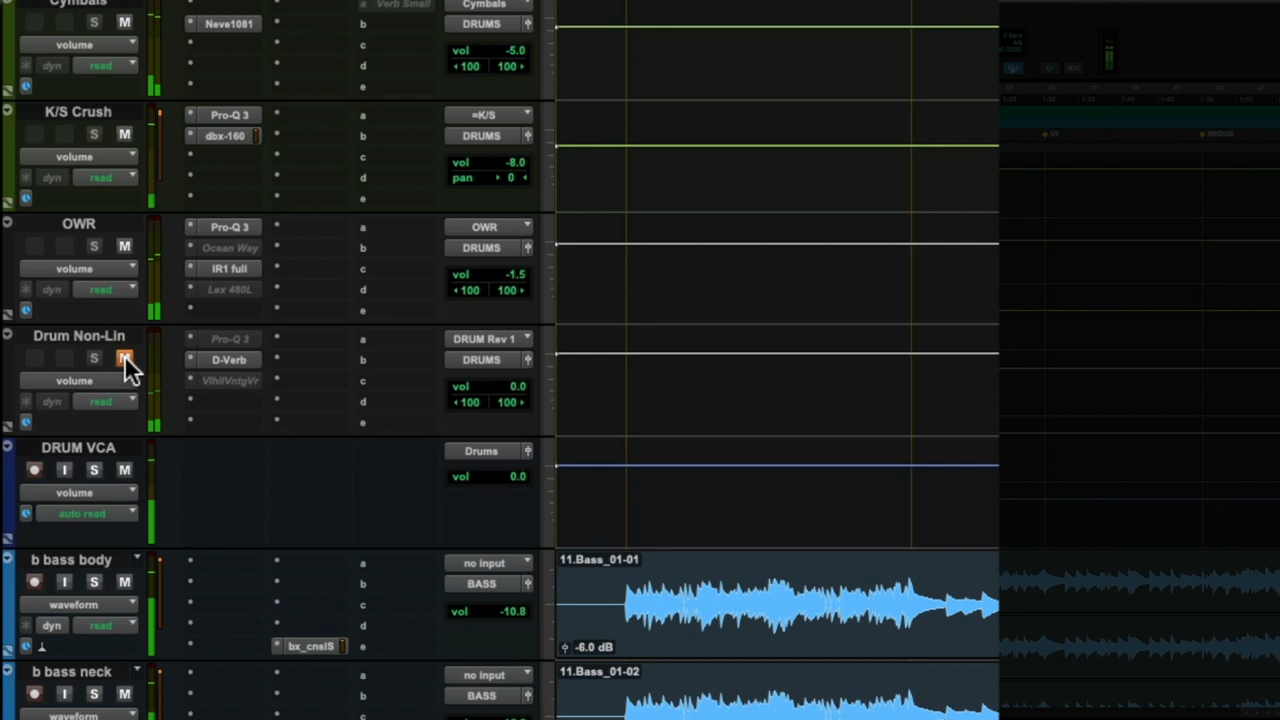 Cymbals
a Verb Small
Cymbals
S M
Neve1081
b
DRUMS
volume
c
vol -5.0
dyn read
d
100 100
e
K/S Crush
Pro-Q 3
a
=K/S
S M
dbx-160
b
DRUMS
volume
c
vol -8.0
dyn read
d
pan 0
e
OWR
Pro-Q 3
a
OWR
S M
Ocean Way
b
DRUMS
volume
IR1 full
c
vol -1.5
dyn read
Lex 480L
d
100 100
e
Drum Non-Lin
Pro-Q 3
a
DRUM Rev 1
S M
D-Verb
b
DRUMS
volume
VlhllVntgVr
c
vol 0.0
dyn read
d
100 100
e
DRUM VCA
Drums
I S M
vol 0.0
volume
auto read
b bass body
a
no input
11.Bass_01-01
I S M
b
BASS
waveform
c
vol -10.8
dyn read
d
bx_cnslS
e
-6.0 dB
b bass neck
a
no input
11.Bass_01-02
I S M
b
BASS
waveform
c
2 bars
MTC
V3
BRIDGE